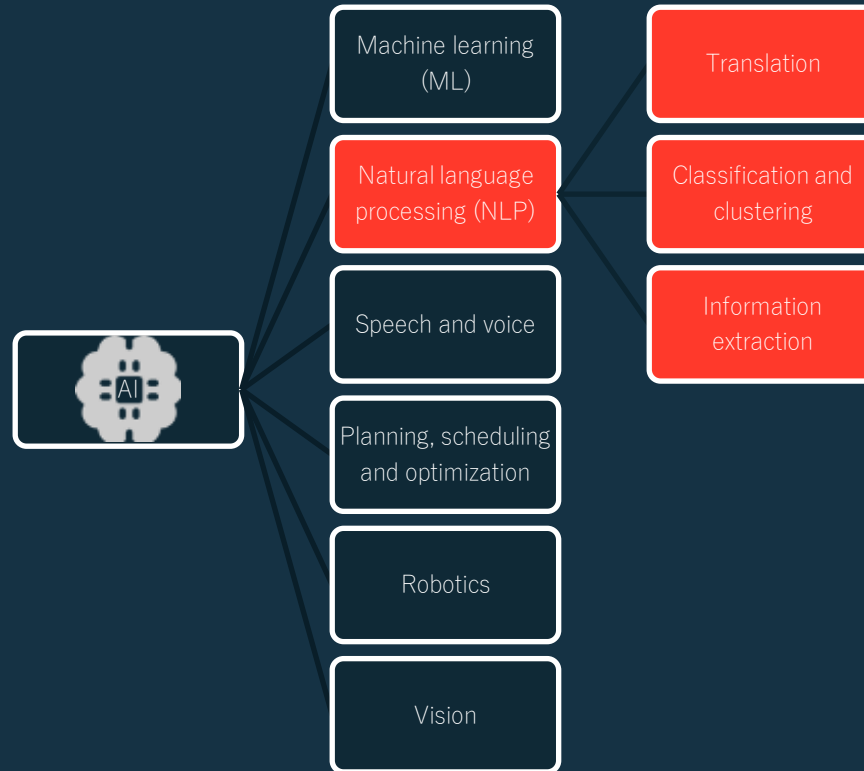 AI
Machine learning
(ML)
Natural language
processing (NLP)
Speech and voice
Planning, scheduling
and optimization
Robotics
Vision
Translation
Classification and
clustering
Information
extraction